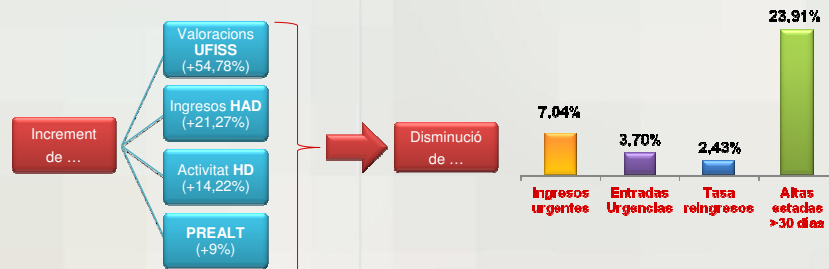 Increment
de ...
Valoracions
UFISS
(+54,78%)
Ingresos HAD
(+21,27%)
Activitat HD
(+14,22%)
PREALT
(+9%)
Disminució
de ...
7,04%
3,70%
2,43%
23,91%
Ingresos
urgentes
Entradas
Urgencias
Tasa
reingresos
Altas
estadas
>30 días